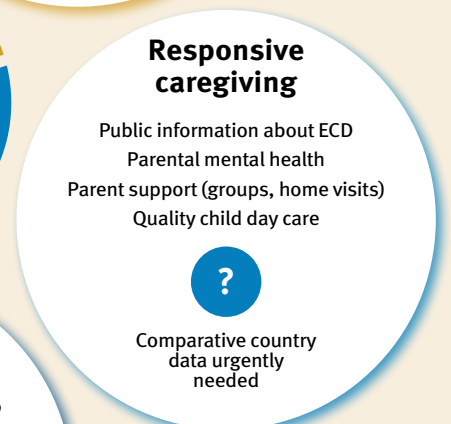 Responsive
caregiving
Public information about ECD
Parental mental health
Parent support (groups, home visits)
Quality child day care
?
Comparative country
data urgently
needed